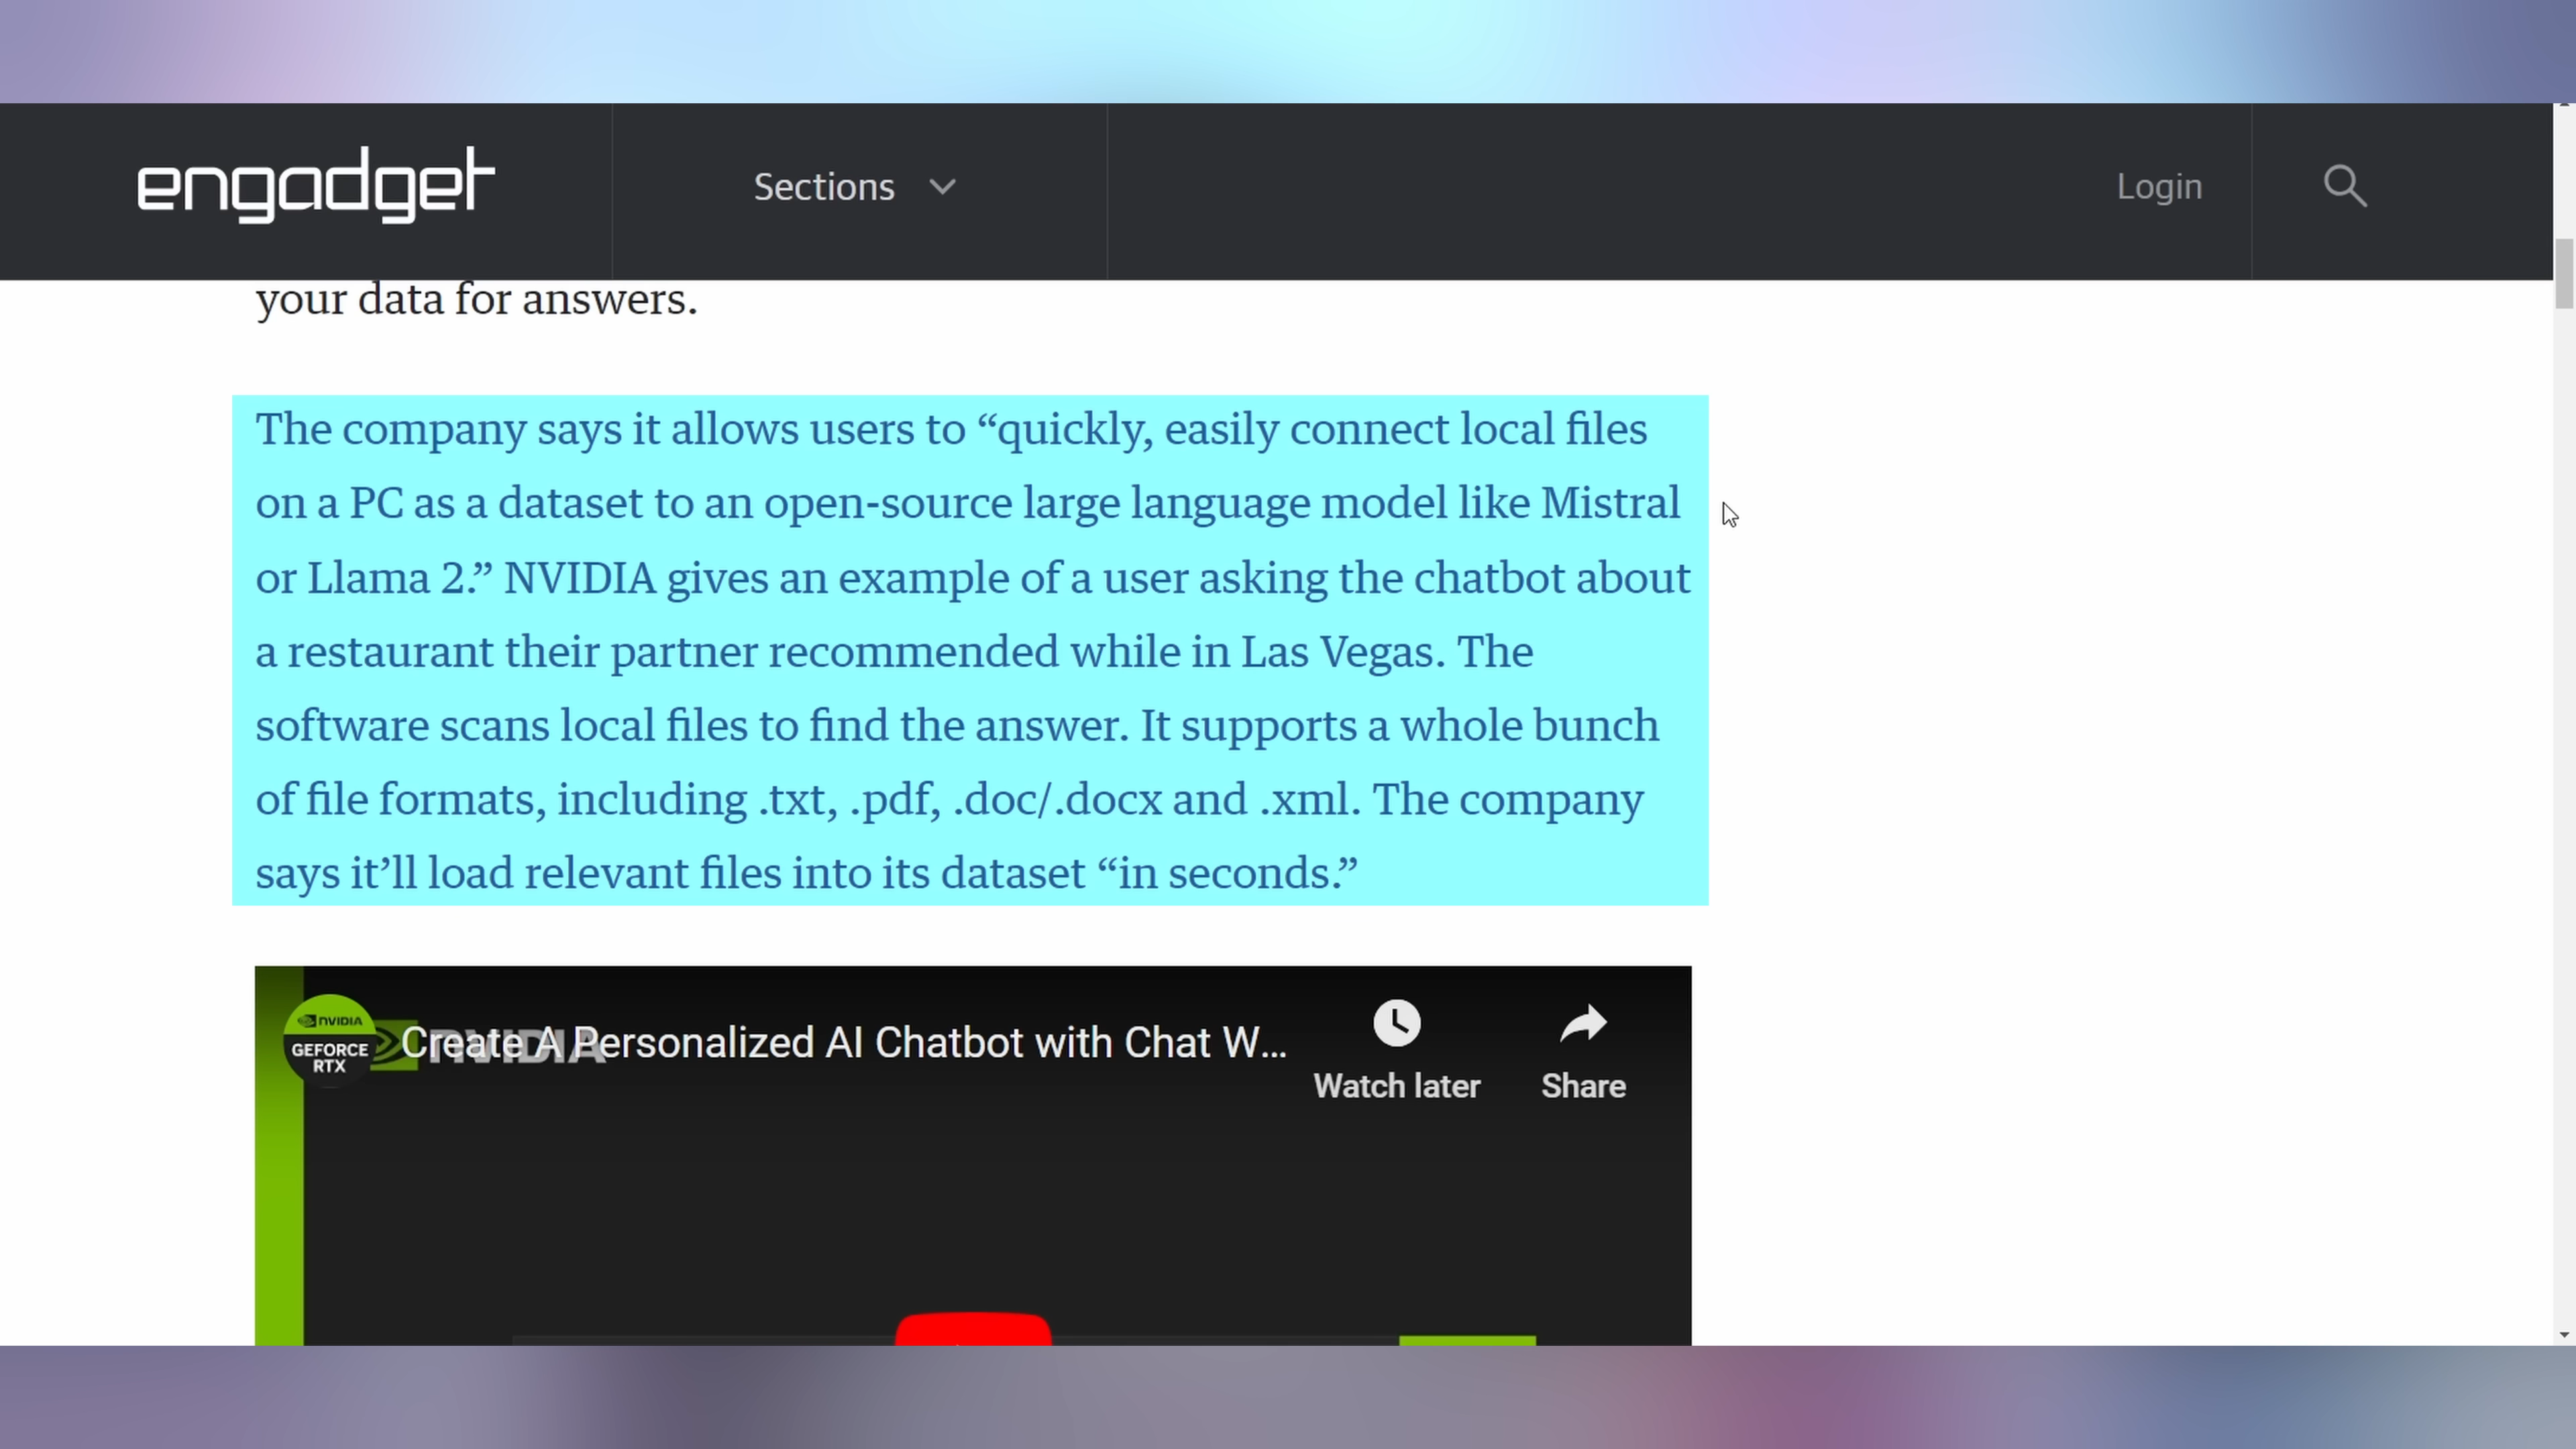 engadget
Sections
Login
your data for answers.
The company says it allows users to “quickly, easily connect local files
on a PC as a dataset to an open-source large language model like Mistral
or Llama 2.” NVIDIA gives an example of a user asking the chatbot about
a restaurant their partner recommended while in Las Vegas. The
software scans local files to find the answer. It supports a whole bunch
of file formats, including .txt, .pdf, .doc/.docx and .xml. The company
says it’ll load relevant files into its dataset “in seconds.”
NVIDIA
GEFORCE
RTX
NVIDIA
Create A Personalized AI Chatbot with Chat W...
Watch later
Share